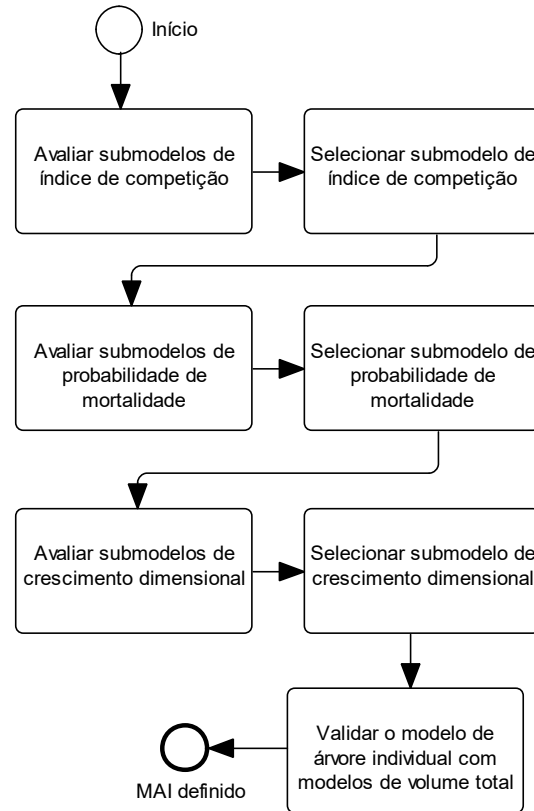 Início
Avaliar submodelos de
índice de competição
Selecionar submodelo de
índice de competição
Avaliar submodelos de
probabilidade de
mortalidade
Selecionar submodelo de
probabilidade de
mortalidade
Avaliar submodelos de
crescimento dimensional
Selecionar submodelo de
crescimento dimensional
Validar o modelo de
árvore individual com
modelos de volume total
MAI definido